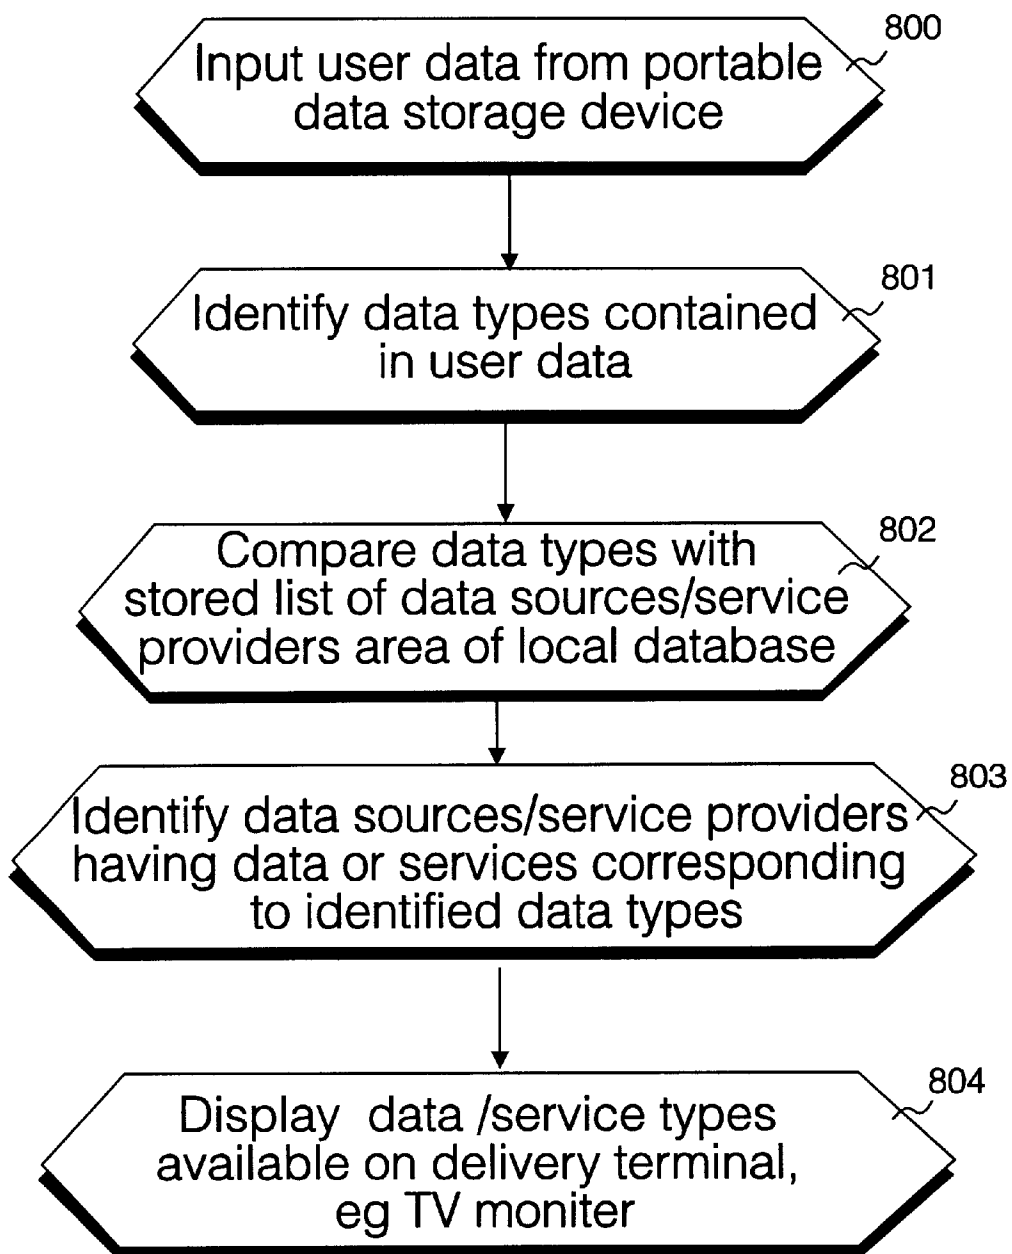 800
Input user data from portable
data storage device
801
Identify data types contained
in user data
802
Compare data types with
stored list of data sources/service
providers area of local database
803
Identify data sources/service providers
having data or services corresponding
to identified data types
804
Display data /service types
available on delivery terminal,
eg TV moniter